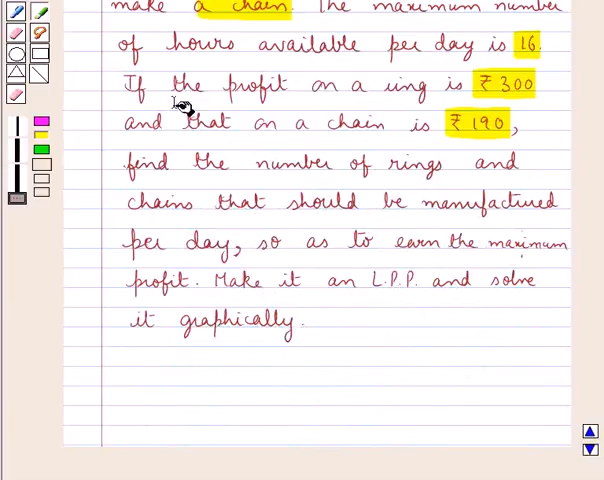 make a chain. The maximum number
of hours available per day is 16.
If the profit on a ring is ₹ 300
and that on a chain is ₹ 190,
find the number of rings and
chains that should be manufactured
per day, so as to earn the maximum
profit. Make it an L.P.P. and solve
it graphically.